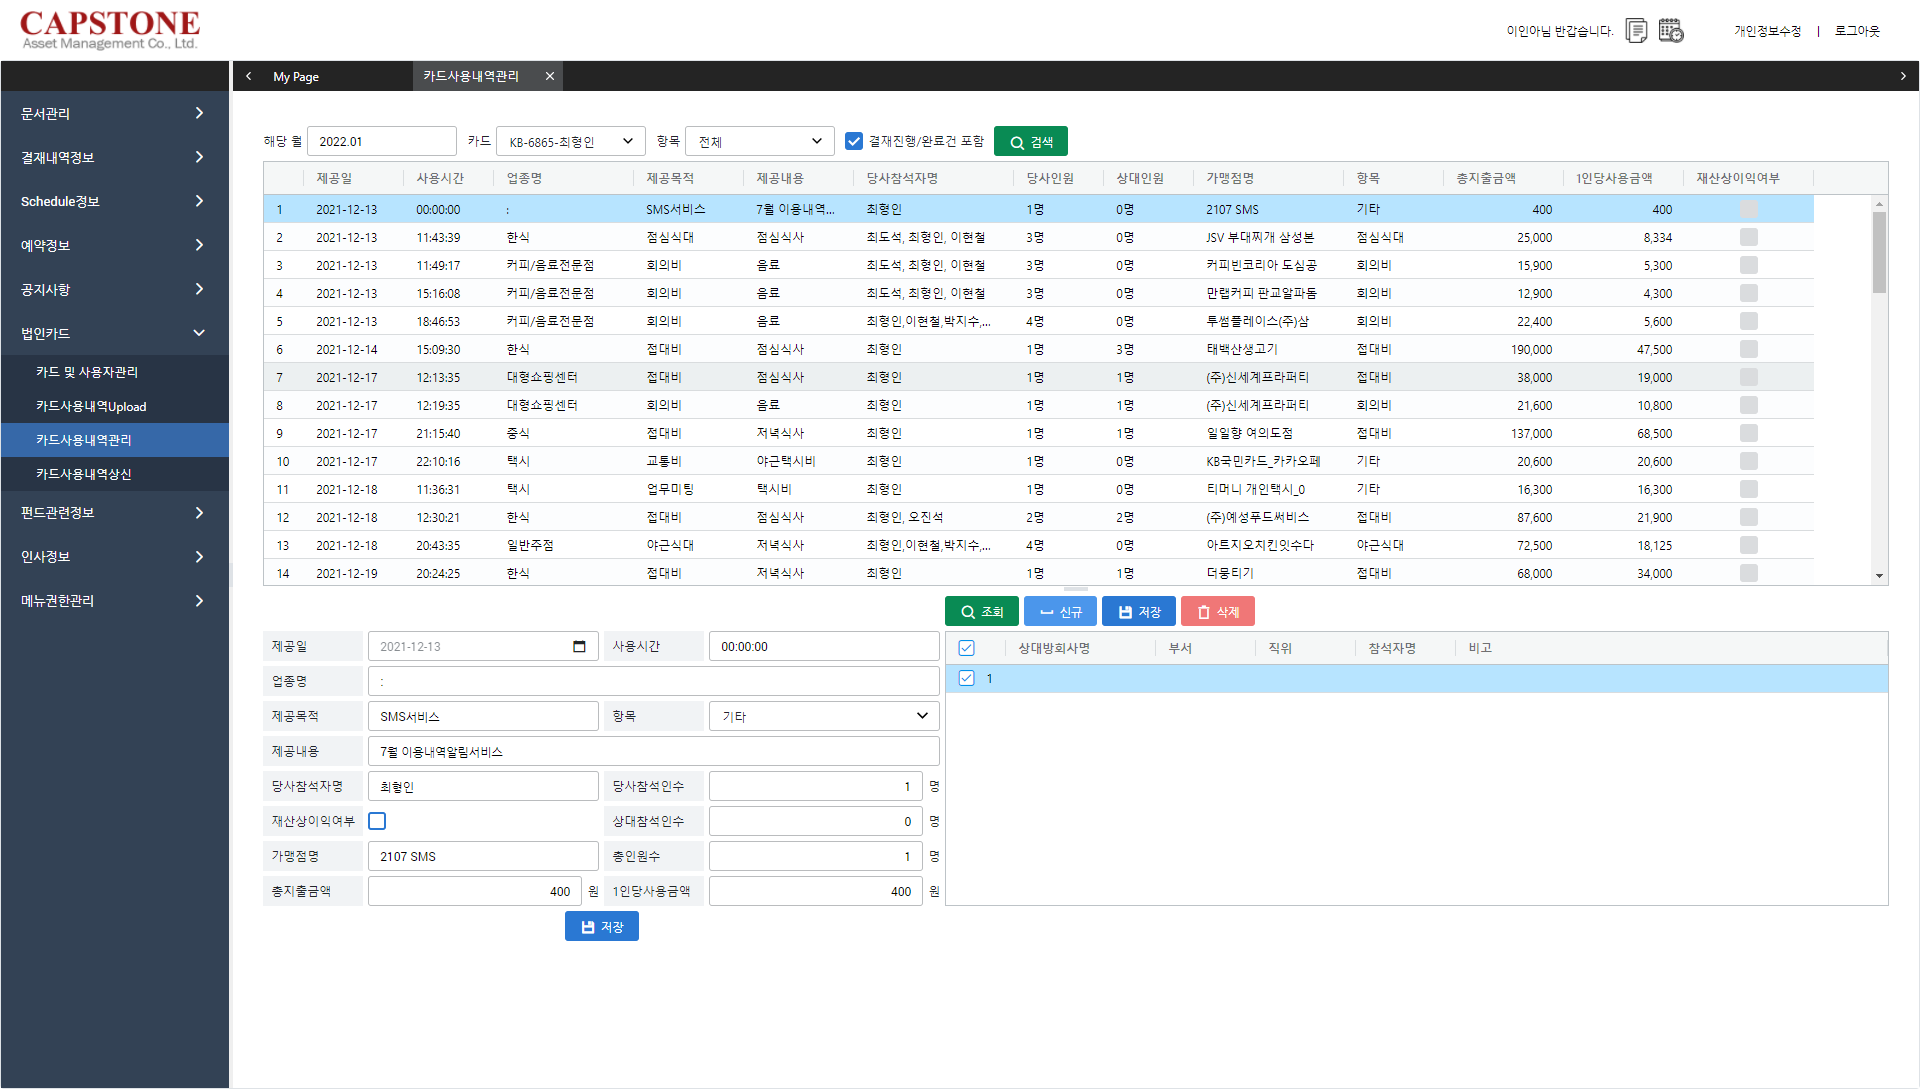 CAPSTONE
Asset Management Co., Ltd.
이인아님 반갑습니다.
개인정보수정 | 로그아웃
My Page
카드사용내역관리
문서관리
결재내역정보
Schedule정보
예약정보
공지사항
법인카드
카드 및 사용자관리
카드사용내역Upload
카드사용내역관리
카드사용내역상신
펀드관련정보
인사정보
메뉴권한관리
해당 월 2022.01 카드 KB-6865-최형인 항목 전체 결재진행/완료건 포함 검색
제공일 사용시간 업종명 제공목적 제공내용 당사참석자명 당사인원 상대인원 가맹점명 항목 총지출금액 1인당사용금액 재산상이익여부
1 2021-12-13 00:00:00 : SMS서비스 7월 이용내역... 최형인 1명 0명 2107 SMS 기타 400 400
2 2021-12-13 11:43:39 한식 점심식대 점심식사 최도석, 최형인, 이현철 3명 0명 JSV 부대찌개 삼성본 점심식대 25,000 8,334
3 2021-12-13 11:49:17 커피/음료전문점 회의비 음료 최도석, 최형인, 이현철 3명 0명 커피빈코리아 도심공 회의비 15,900 5,300
4 2021-12-13 15:16:08 커피/음료전문점 회의비 음료 최도석, 최형인, 이현철 3명 0명 만랩커피 판교알파돔 회의비 12,900 4,300
5 2021-12-13 18:46:53 커피/음료전문점 회의비 음료 최형인,이현철,박지수,... 4명 0명 투썸플레이스(주)삼 회의비 22,400 5,600
6 2021-12-14 15:09:30 한식 접대비 점심식사 최형인 1명 3명 태백산생고기 접대비 190,000 47,500
7 2021-12-17 12:13:35 대형쇼핑센터 접대비 점심식사 최형인 1명 1명 (주)신세계프라퍼티 접대비 38,000 19,000
8 2021-12-17 12:19:35 대형쇼핑센터 회의비 음료 최형인 1명 1명 (주)신세계프라퍼티 회의비 21,600 10,800
9 2021-12-17 21:15:40 중식 접대비 저녁식사 최형인 1명 1명 일일향 여의도점 접대비 137,000 68,500
10 2021-12-17 22:10:16 택시 교통비 야근택시비 최형인 1명 0명 KB국민카드_카카오페 기타 20,600 20,600
11 2021-12-18 11:36:31 택시 업무미팅 택시비 최형인 1명 0명 티머니 개인택시_0 기타 16,300 16,300
12 2021-12-18 12:30:21 한식 접대비 점심식사 최형인, 오진석 2명 2명 (주)예성푸드써비스 접대비 87,600 21,900
13 2021-12-18 20:43:35 일반주점 야근식대 저녁식사 최형인,이현철,박지수,... 4명 0명 아트지오치킨잇수다 야근식대 72,500 18,125
14 2021-12-19 20:24:25 한식 접대비 저녁식사 최형인 1명 1명 더뭉티기 접대비 68,000 34,000
조회 신규 저장 삭제
제공일 2021-12-13 사용시간 00:00:00
업종명 :
제공목적 SMS서비스 항목 기타
제공내용 7월 이용내역알림서비스
당사참석자명 최형인 당사참석인수 1 명
재산상이익여부 상대참석인수 0 명
가맹점명 2107 SMS 총인원수 1 명
총지출금액 400 원 1인당사용금액 400 원
저장
상대방회사명 부서 직위 참석자명 비고
1